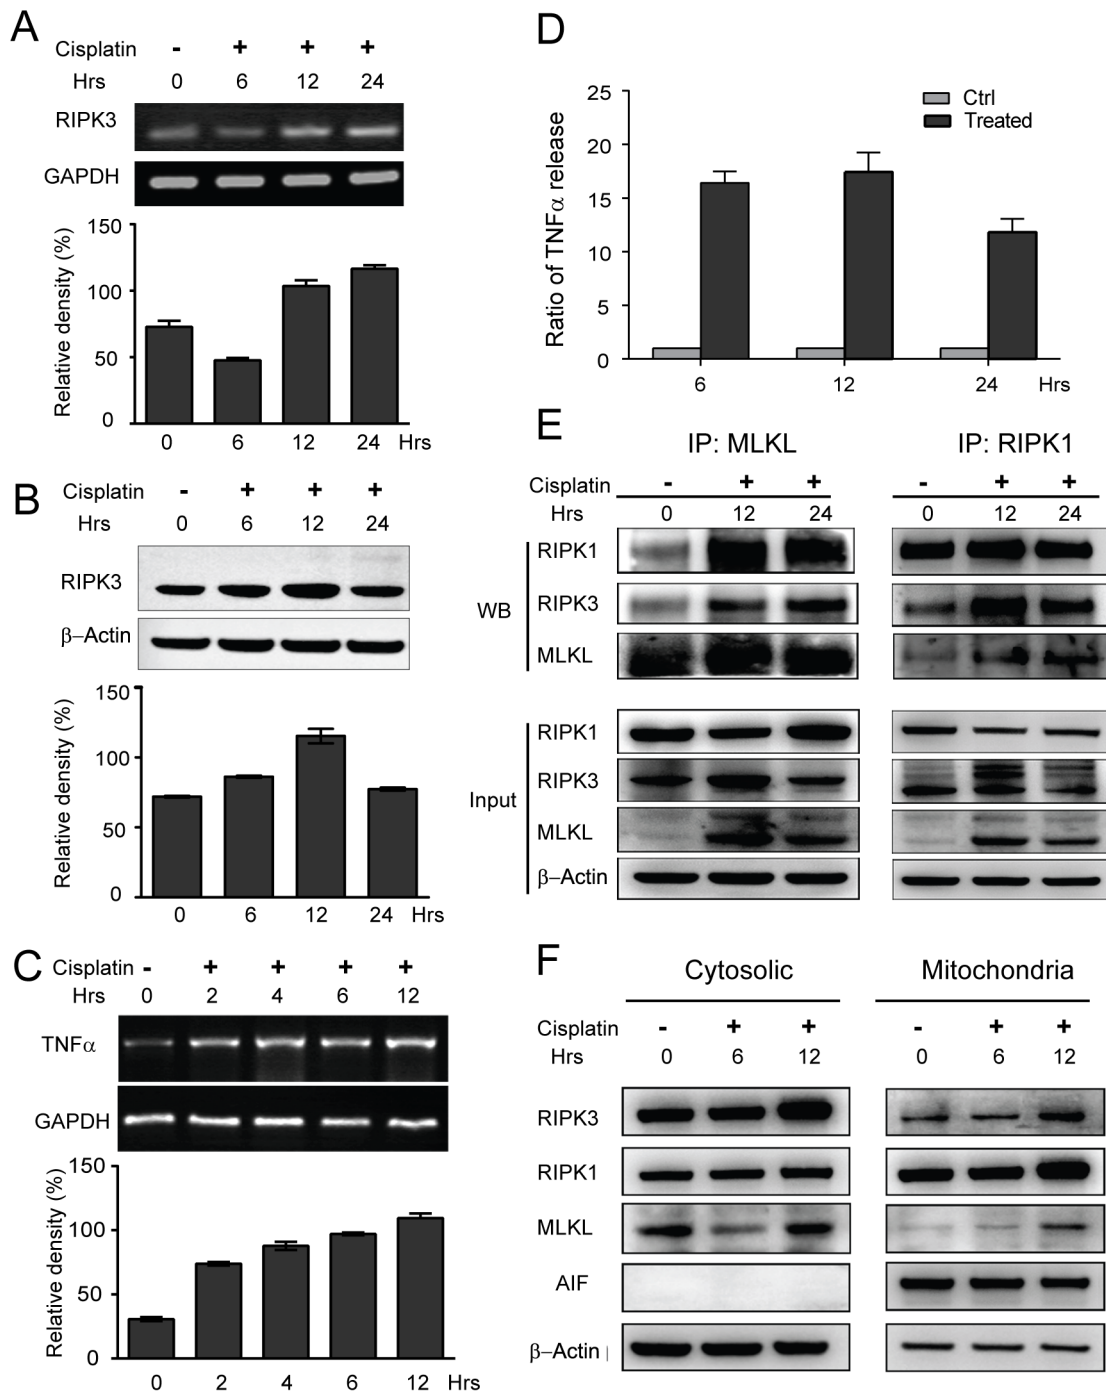 A
Cisplatin - + + +
Hrs 0 6 12 24
RIPK3
GAPDH
Relative density (%)
150
100
50
0
0 6 12 24 Hrs
B
Cisplatin - + + +
Hrs 0 6 12 24
RIPK3
β–Actin
Relative density (%)
150
100
50
0
0 6 12 24 Hrs
C
Cisplatin - + + + +
Hrs 0 2 4 6 12
TNFα
GAPDH
Relative density (%)
150
100
50
0
0 2 4 6 12 Hrs
D
Ratio of TNFα release
25
20
15
10
5
0
Ctrl
Treated
6 12 24 Hrs
E
IP: MLKL IP: RIPK1
Cisplatin - + + - + +
Hrs 0 12 24 0 12 24
WB
RIPK1
RIPK3
MLKL
Input
RIPK1
RIPK3
MLKL
β–Actin
F
Cytosolic Mitochondria
Cisplatin - + + - + +
Hrs 0 6 12 0 6 12
RIPK3
RIPK1
MLKL
AIF
β–Actin